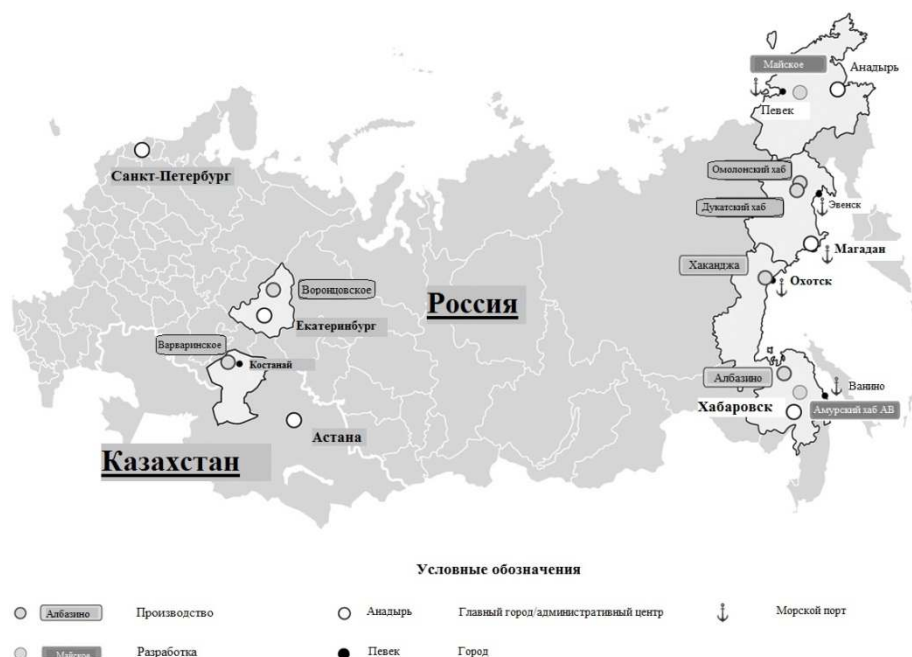 Майское
Анадырь
Певек
Санкт-Петербург
Омолонский хаб
Дукатский хаб
Эвенск
Магадан
Хаканджа
Охотск
Воронцовское
Россия
Екатеринбург
Варваринское
Костанай
Албазино
Ванино
Хабаровск
Амурский хаб АВ
Астана
Казахстан
Условные обозначения
Албазино Производство Анадырь Главный город/административный центр Морской порт
Майское Разработка Певек Город